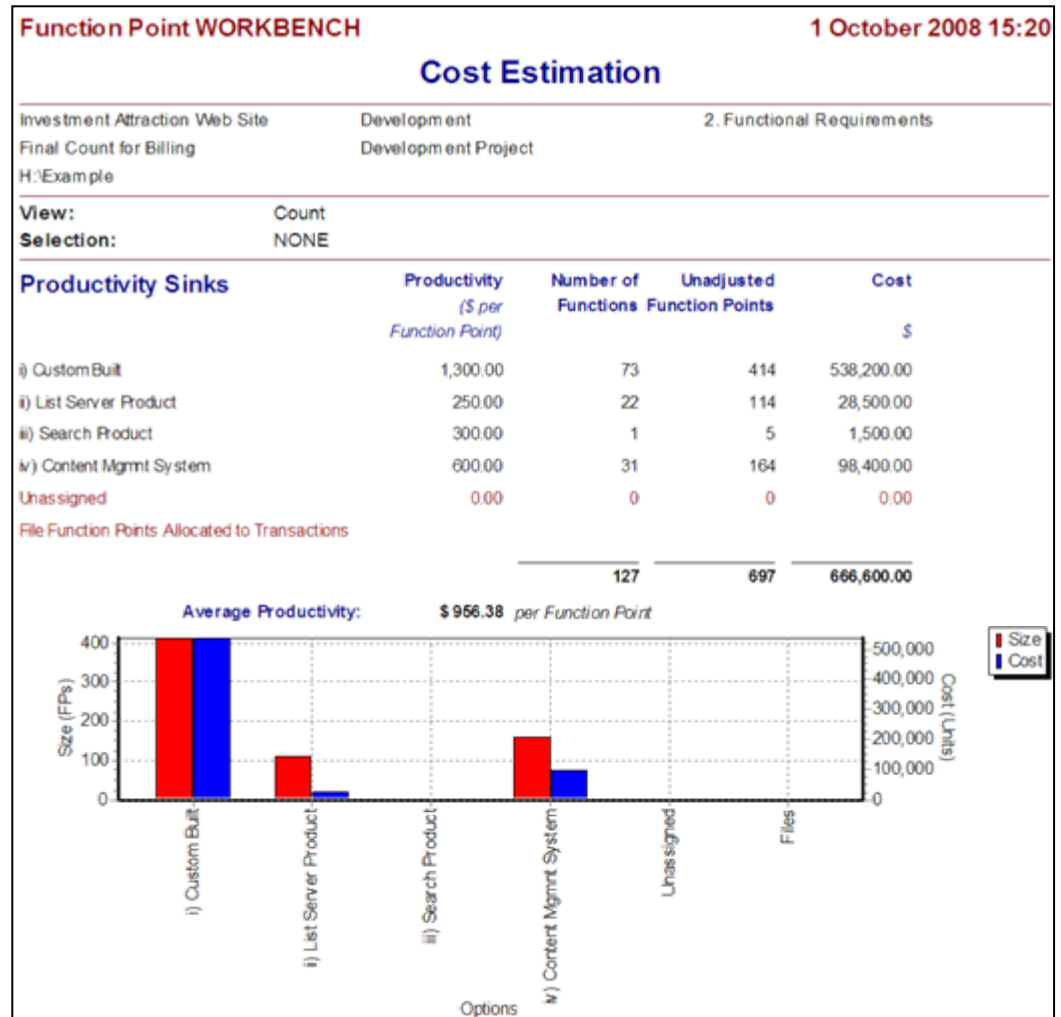 Function Point WORKBENCH 1 October 2008 15:20
Cost Estimation
Investment Attraction Web Site Development 2. Functional Requirements
Final Count for Billing Development Project
H:\Example
View: Count
Selection: NONE
Productivity Sinks Productivity Number of Unadjusted Cost
($ per Functions Function Points
Function Point) $
i) Custom Built 1,300.00 73 414 538,200.00
ii) List Server Product 250.00 22 114 28,500.00
iii) Search Product 300.00 1 5 1,500.00
iv) Content Mgmnt System 600.00 31 164 98,400.00
Unassigned 0.00 0 0 0.00
File Function Points Allocated to Transactions
127 697 666,600.00
Average Productivity: $ 956.38 per Function Point
Size (FPs)
400
300
200
100
0
500,000
400,000
300,000
200,000
100,000
0
Cost (Units)
Size
Cost
i) Custom Built
ii) List Server Product
iii) Search Product
iv) Content Mgmnt System
Unassigned
Files
Options